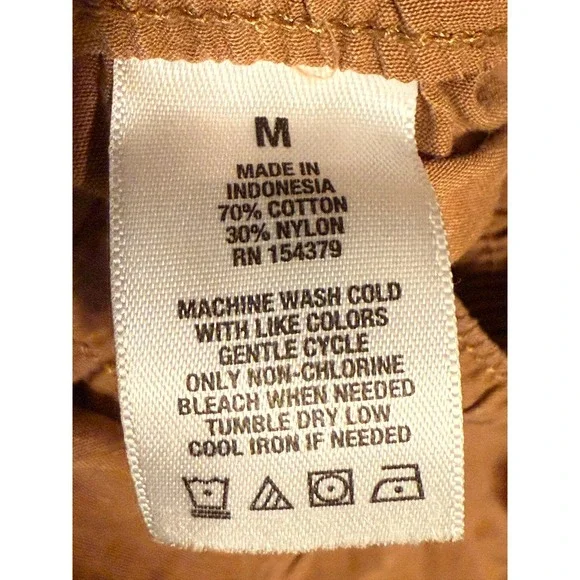 M
MADE IN
INDONESIA
70% COTTON
30% NYLON
RN 154379
MACHINE WASH COLD
WITH LIKE COLORS
GENTLE CYCLE
ONLY NON-CHLORINE
BLEACH WHEN NEEDED
TUMBLE DRY LOW
COOL IRON IF NEEDED